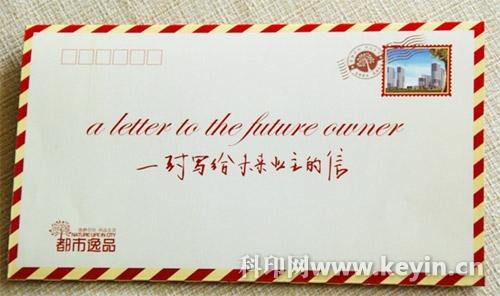 a letter to the future owner
一封写给未来业主的信
NATURE LIFE IN CITY
都市逸品
科印网www.keyin.cn